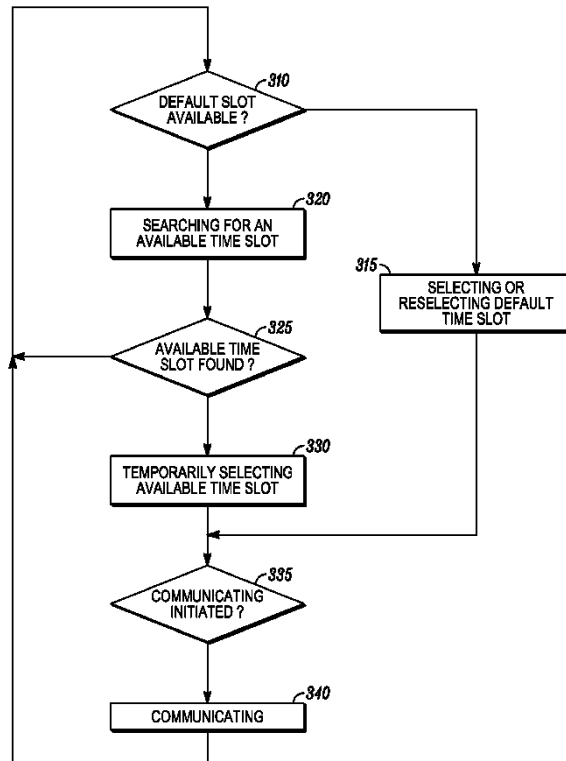 310
DEFAULT SLOT
AVAILABLE ?
320
SEARCHING FOR AN
AVAILABLE TIME SLOT
315
SELECTING OR
RESELECTING DEFAULT
TIME SLOT
325
AVAILABLE TIME
SLOT FOUND ?
330
TEMPORARILY SELECTING
AVAILABLE TIME SLOT
335
COMMUNICATING
INITIATED ?
340
COMMUNICATING